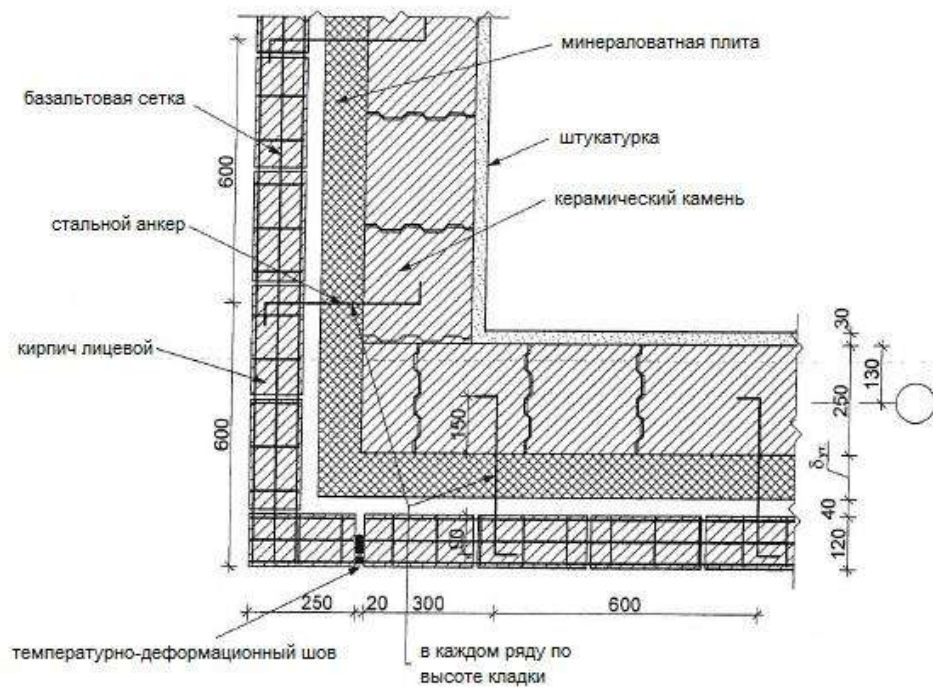 минераловатная плита
базальтовая сетка
штукатурка
600
керамический камень
стальной анкер
30
кирпич лицевой
130
250
150
600
δут.
40
90
120
250 20 300 600
температурно-деформационный шов
в каждом ряду по
высоте кладки